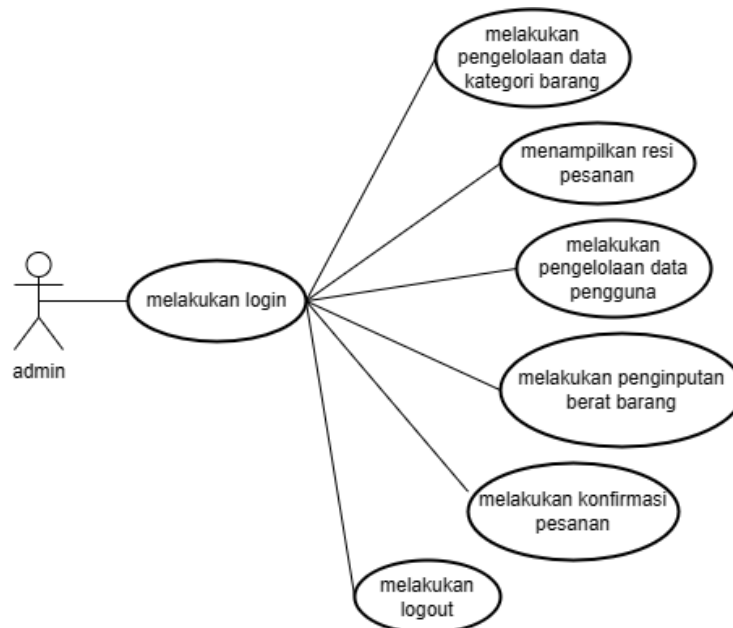 melakukan
pengelolaan data
kategori barang
menampilkan resi
pesanan
melakukan
pengelolaan data
pengguna
melakukan login
admin
melakukan penginputan
berat barang
melakukan konfirmasi
pesanan
melakukan
logout